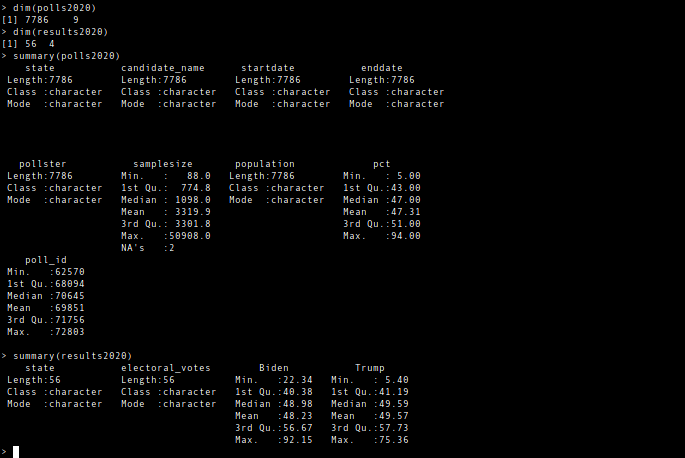 > dim(polls2020)
[1] 7786    9
> dim(results2020)
[1] 56  4
> summary(polls2020)
    state           candidate_name      startdate         enddate
 Length:7786        Length:7786        Length:7786        Length:7786
 Class :character   Class :character   Class :character   Class :character
 Mode  :character   Mode  :character   Mode  :character   Mode  :character
   pollster           samplesize       population             pct
 Length:7786        Min.   :   88.0   Length:7786        Min.   : 5.00
 Class :character   1st Qu.:  774.8   Class :character   1st Qu.:43.00
 Mode  :character   Median : 1098.0   Mode  :character   Median :47.00
                    Mean   : 3319.9                      Mean   :47.31
                    3rd Qu.: 3301.8                      3rd Qu.:51.00
                    Max.   :50908.0                      Max.   :94.00
                    NA's   :2
    poll_id
 Min.   :62570
 1st Qu.:68094
 Median :70645
 Mean   :69851
 3rd Qu.:71756
 Max.   :72803
> summary(results2020)
    state           electoral_votes        Biden           Trump
 Length:56          Length:56          Min.   :22.34   Min.   : 5.40
 Class :character   Class :character   1st Qu.:40.38   1st Qu.:41.19
 Mode  :character   Mode  :character   Median :48.98   Median :49.59
                                       Mean   :48.23   Mean   :49.57
                                       3rd Qu.:56.67   3rd Qu.:57.73
                                       Max.   :92.15   Max.   :75.36
>